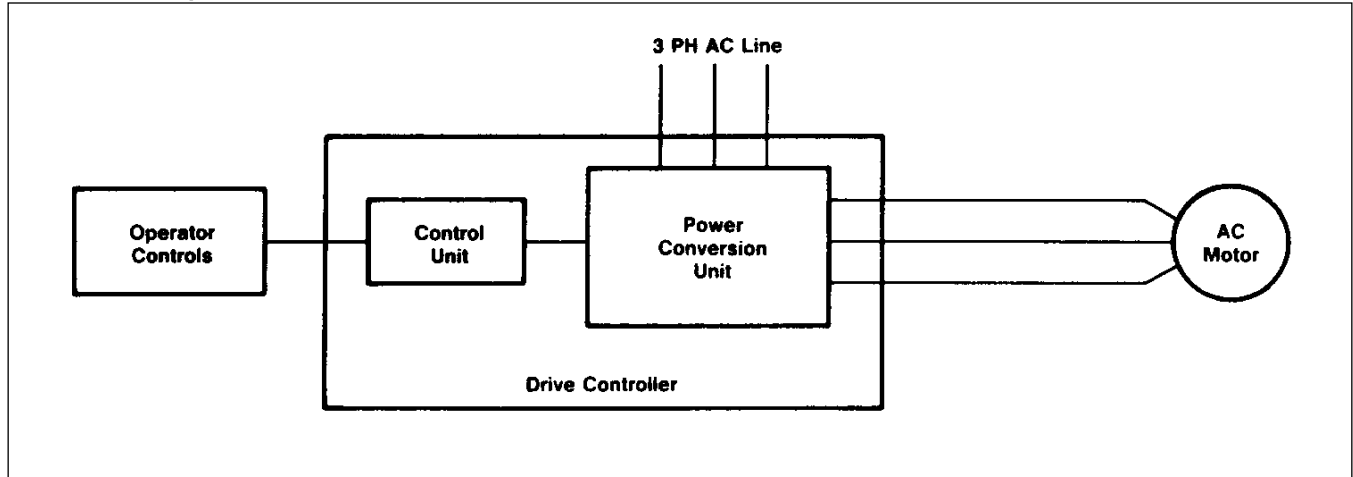 3 PH AC Line
Operator
Controls
Control
Unit
Power
Conversion
Unit
AC
Motor
Drive Controller